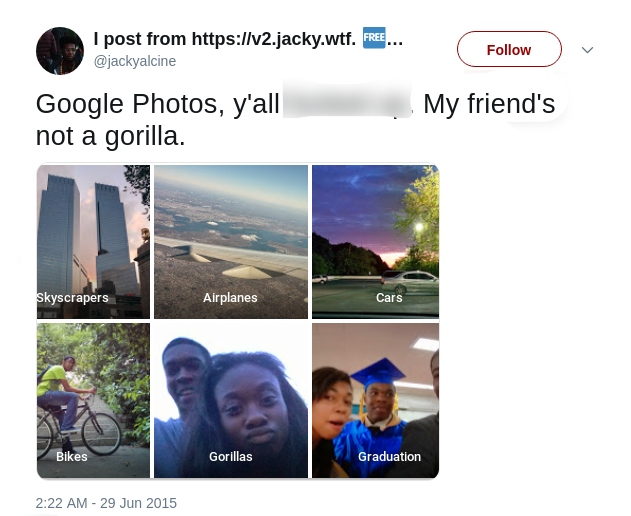 I post from https://v2.jacky.wtf. FREE...
@jackyalcine
Follow
Google Photos, y'all . My friend's
not a gorilla.
Skyscrapers
Airplanes
Cars
Bikes
Gorillas
Graduation
2:22 AM - 29 Jun 2015